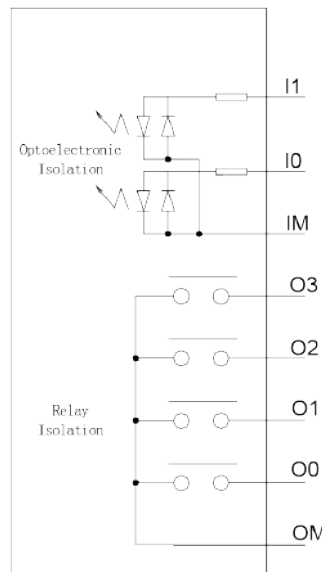 I1
Optoelectronic
Isolation
I0
IM
O3
O2
O1
Relay
Isolation
O0
OM